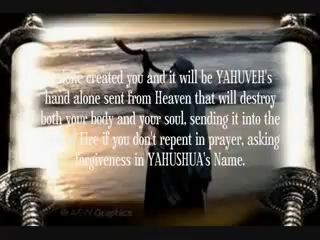 alone created you and it will be YAHUVEH's
hand alone sent from Heaven that will destroy
both your body and your soul, sending it into the
of Fire if you don't repent in prayer, asking
forgiveness in YAHUSHUA's Name.
Graphics